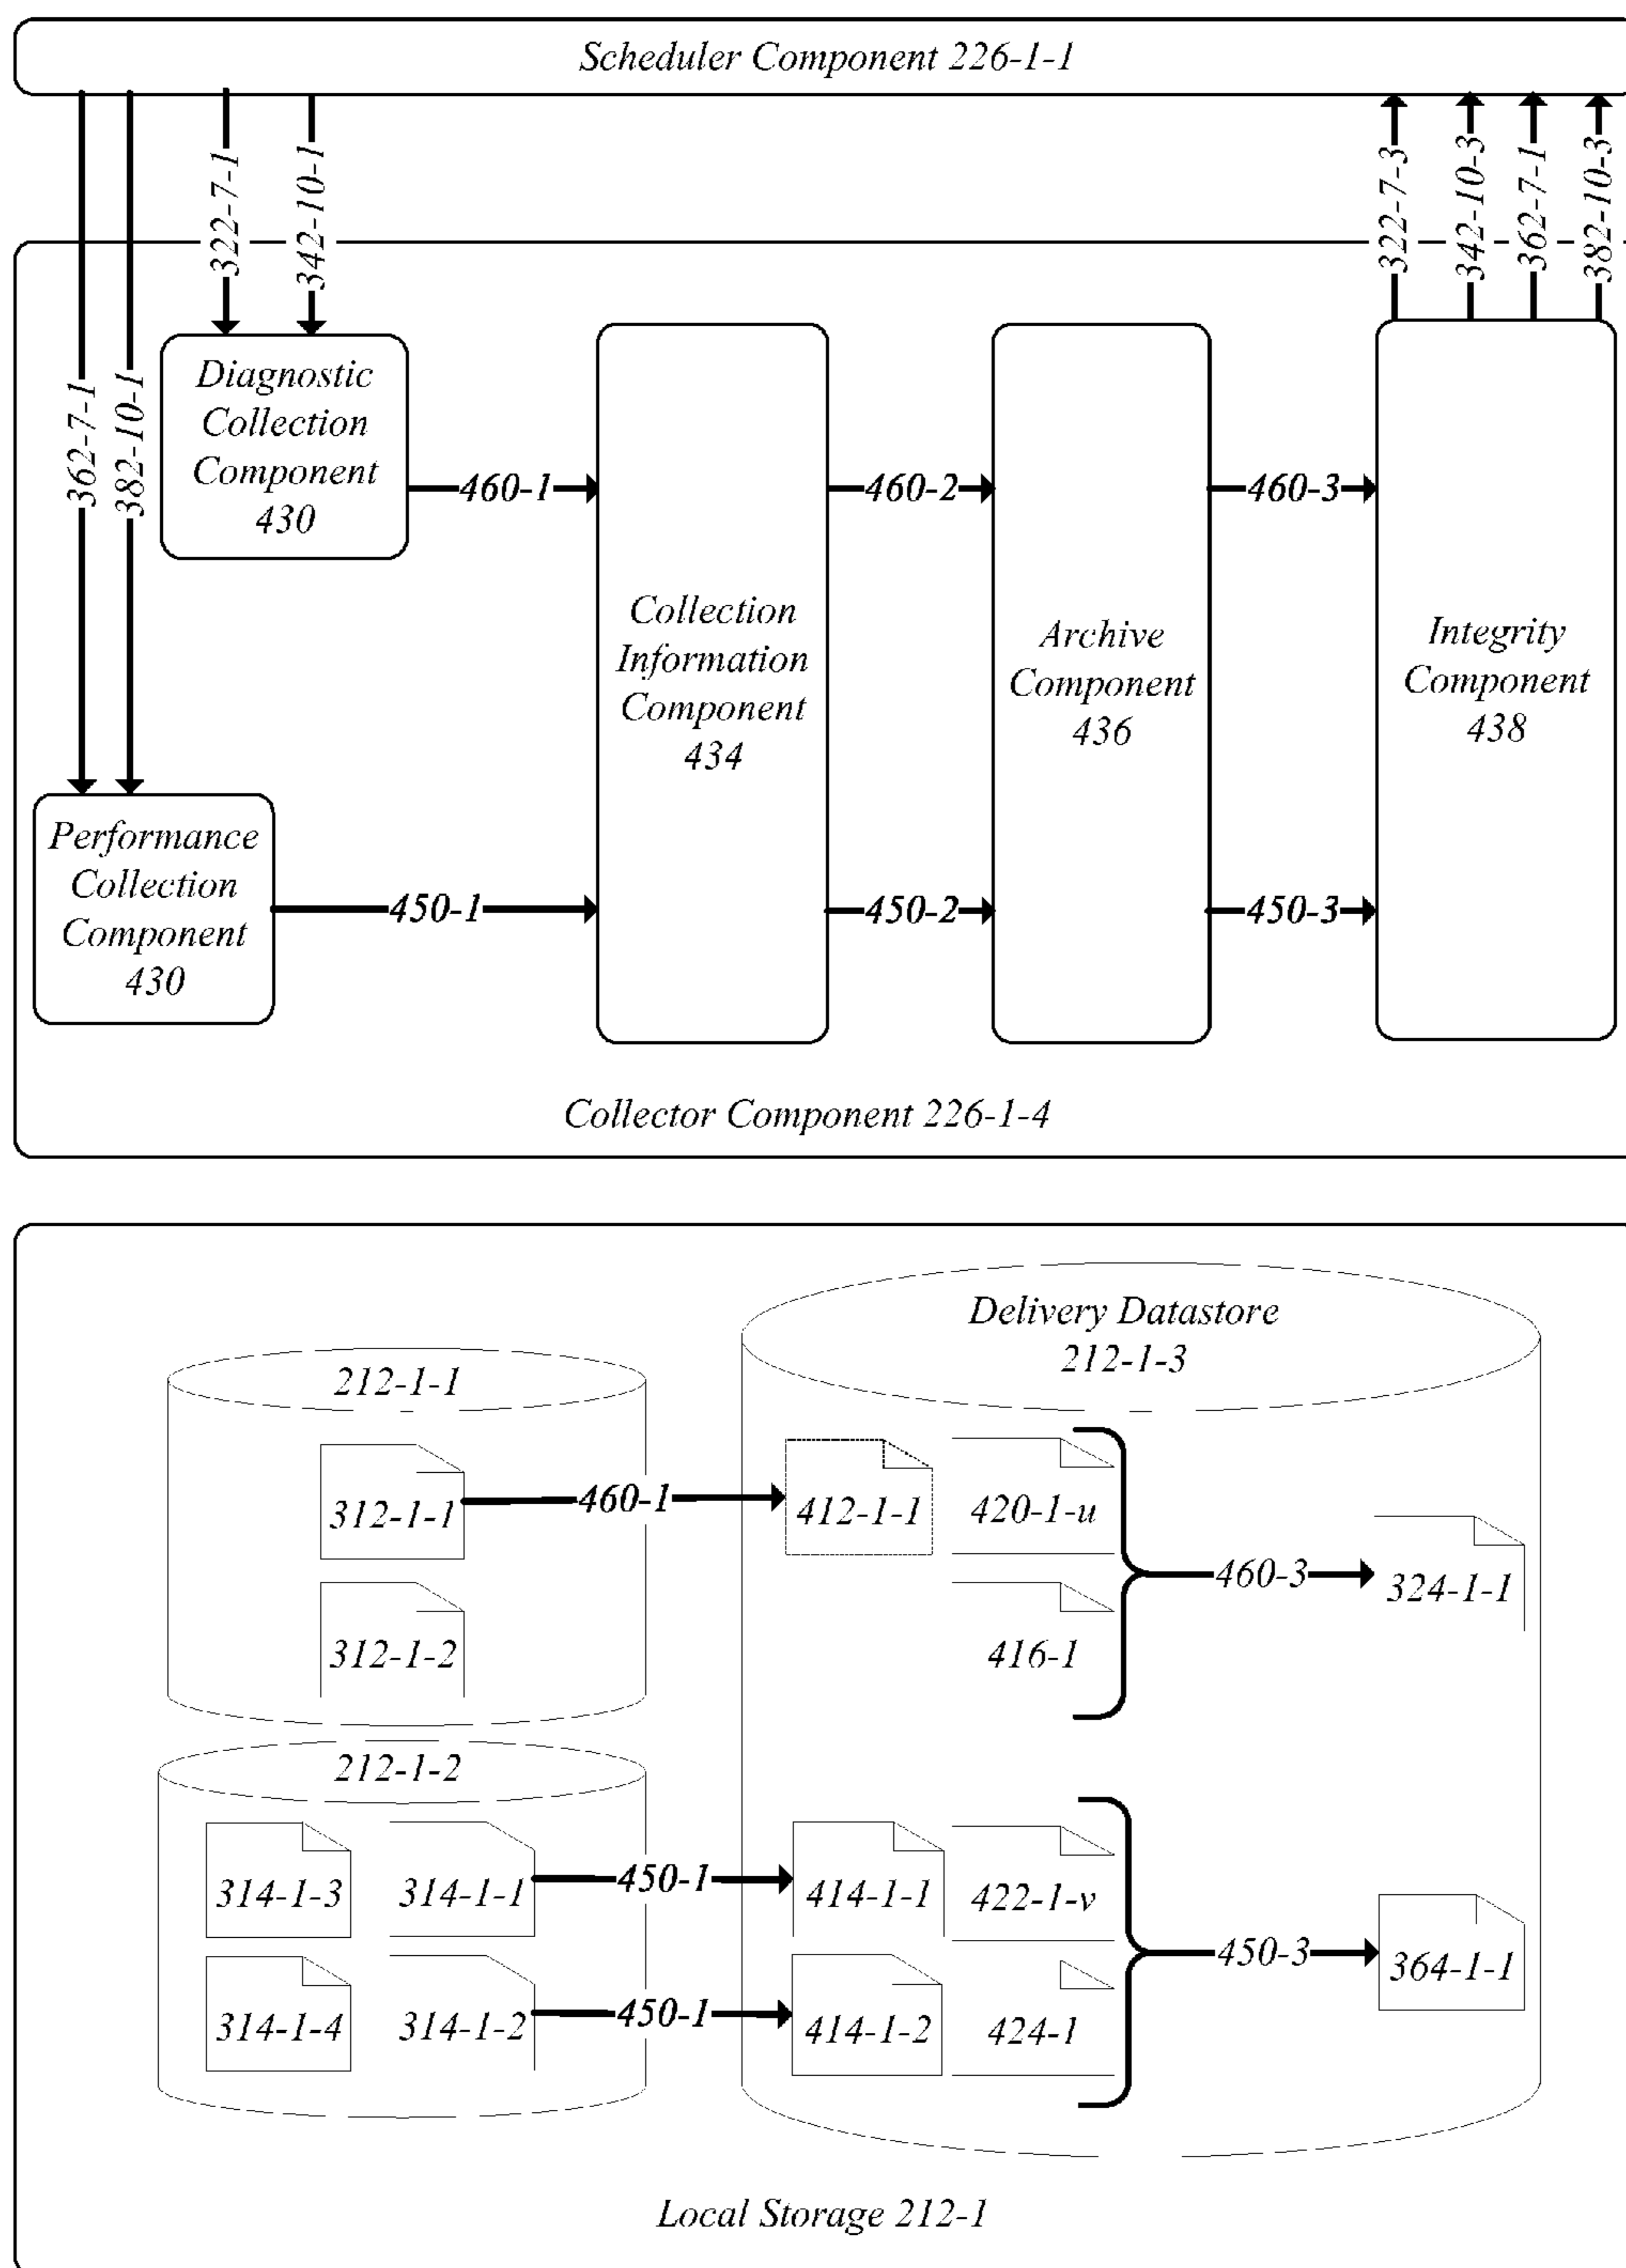 Scheduler Component 226-1-1
362-7-1
382-10-1
322-7-1
342-10-1
322-7-3
342-10-3
362-7-1
382-10-3
Diagnostic
Collection
Component
430
460-1
460-2
460-3
Collection
Information
Component
434
Archive
Component
436
Integrity
Component
438
Performance
Collection
Component
430
450-1
450-2
450-3
Collector Component 226-1-4
Delivery Datastore
212-1-3
212-1-1
312-1-1
460-1
412-1-1
420-1-u
460-3
324-1-1
312-1-2
416-1
212-1-2
314-1-3
314-1-1
450-1
414-1-1
422-1-v
450-3
364-1-1
314-1-4
314-1-2
450-1
414-1-2
424-1
Local Storage 212-1